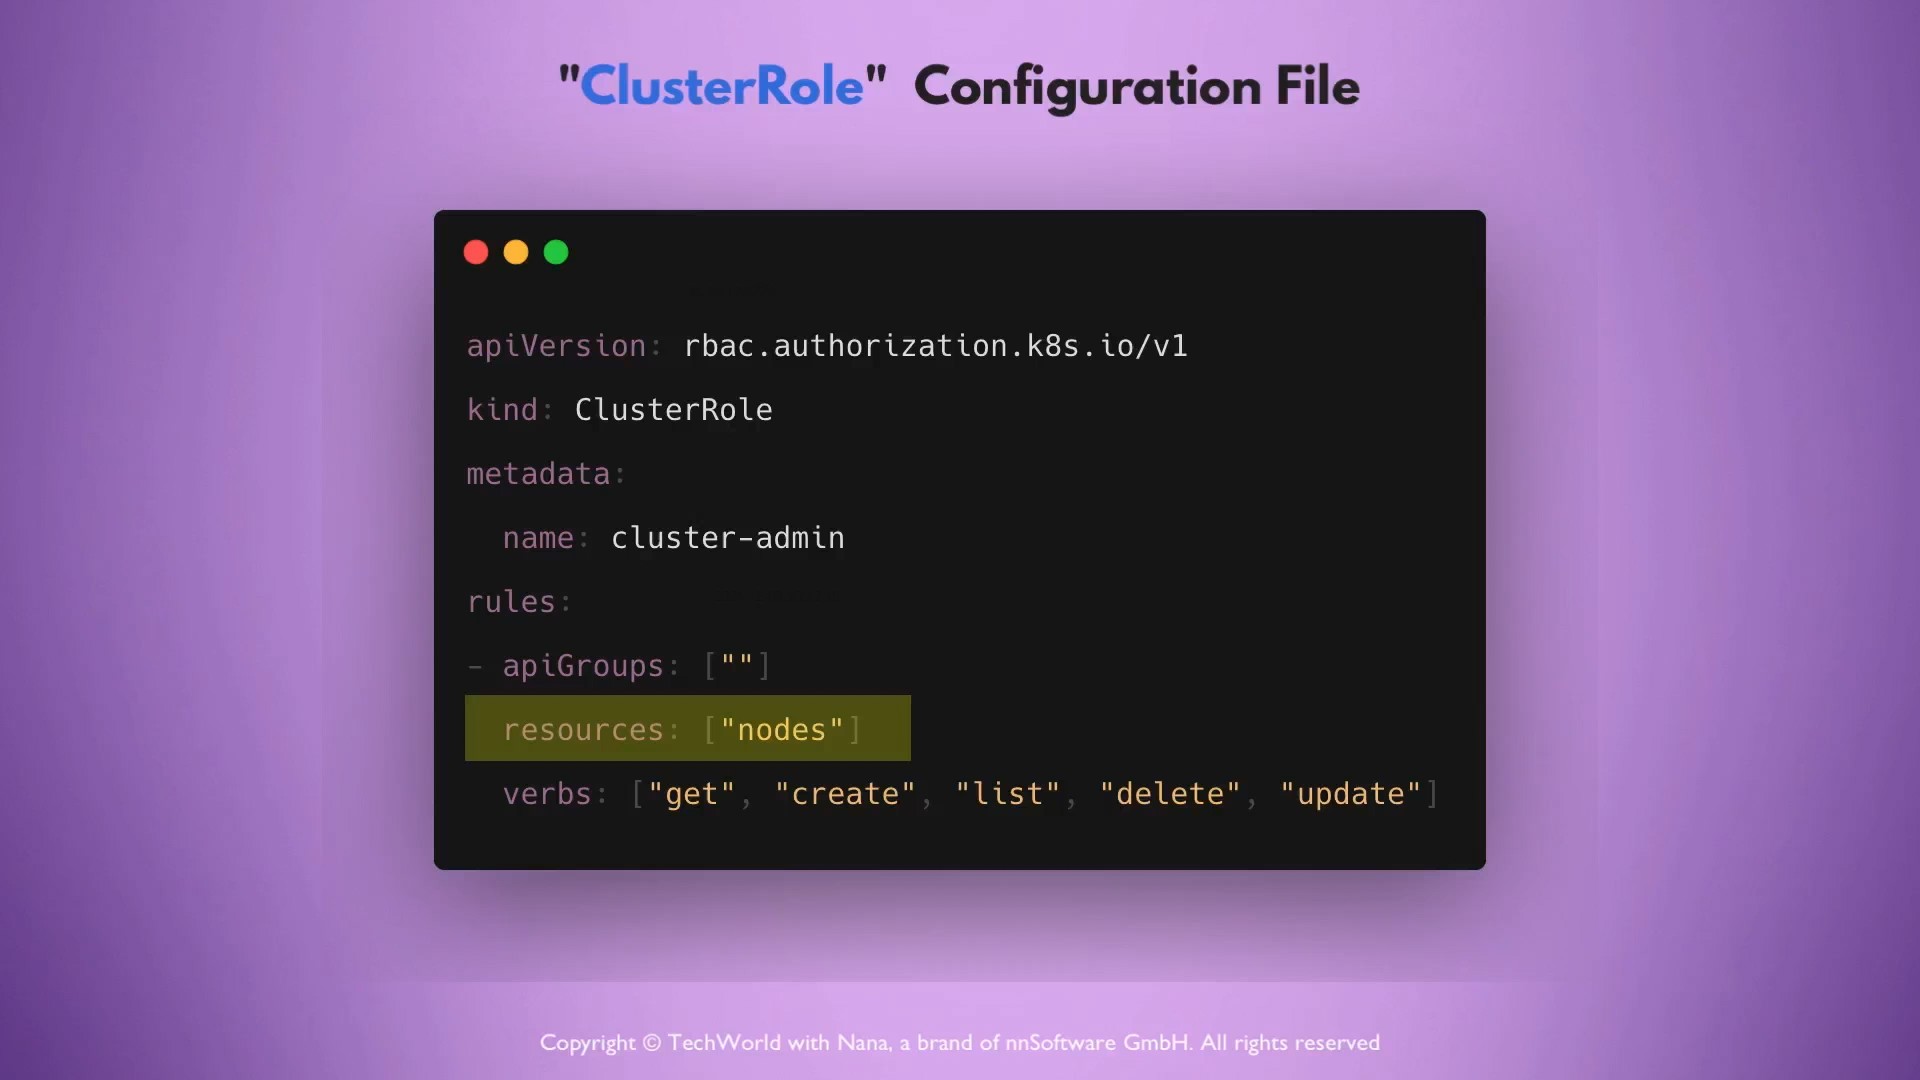 "ClusterRole" Configuration File
apiVersion: rbac.authorization.k8s.io/v1
kind: ClusterRole
metadata:
  name: cluster-admin
rules:
- apiGroups: [""]
  resources: ["nodes"]
  verbs: ["get", "create", "list", "delete", "update"]
Copyright © TechWorld with Nana, a brand of nnSoftware GmbH. All rights reserved